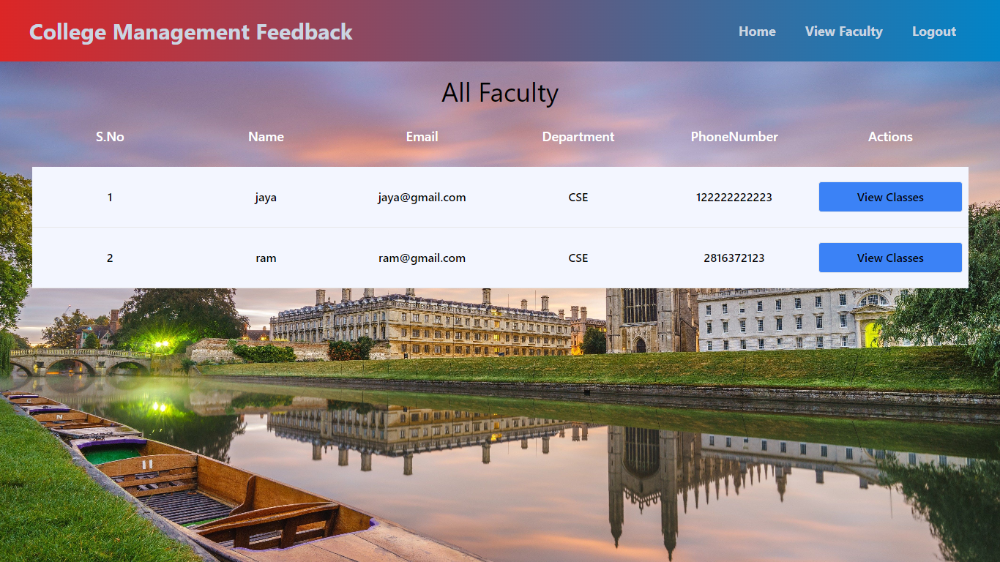 College Management Feedback Home View Faculty Logout
All Faculty
S.No Name Email Department PhoneNumber Actions
1 jaya jaya@gmail.com CSE 122222222223 View Classes
2 ram ram@gmail.com CSE 2816372123 View Classes